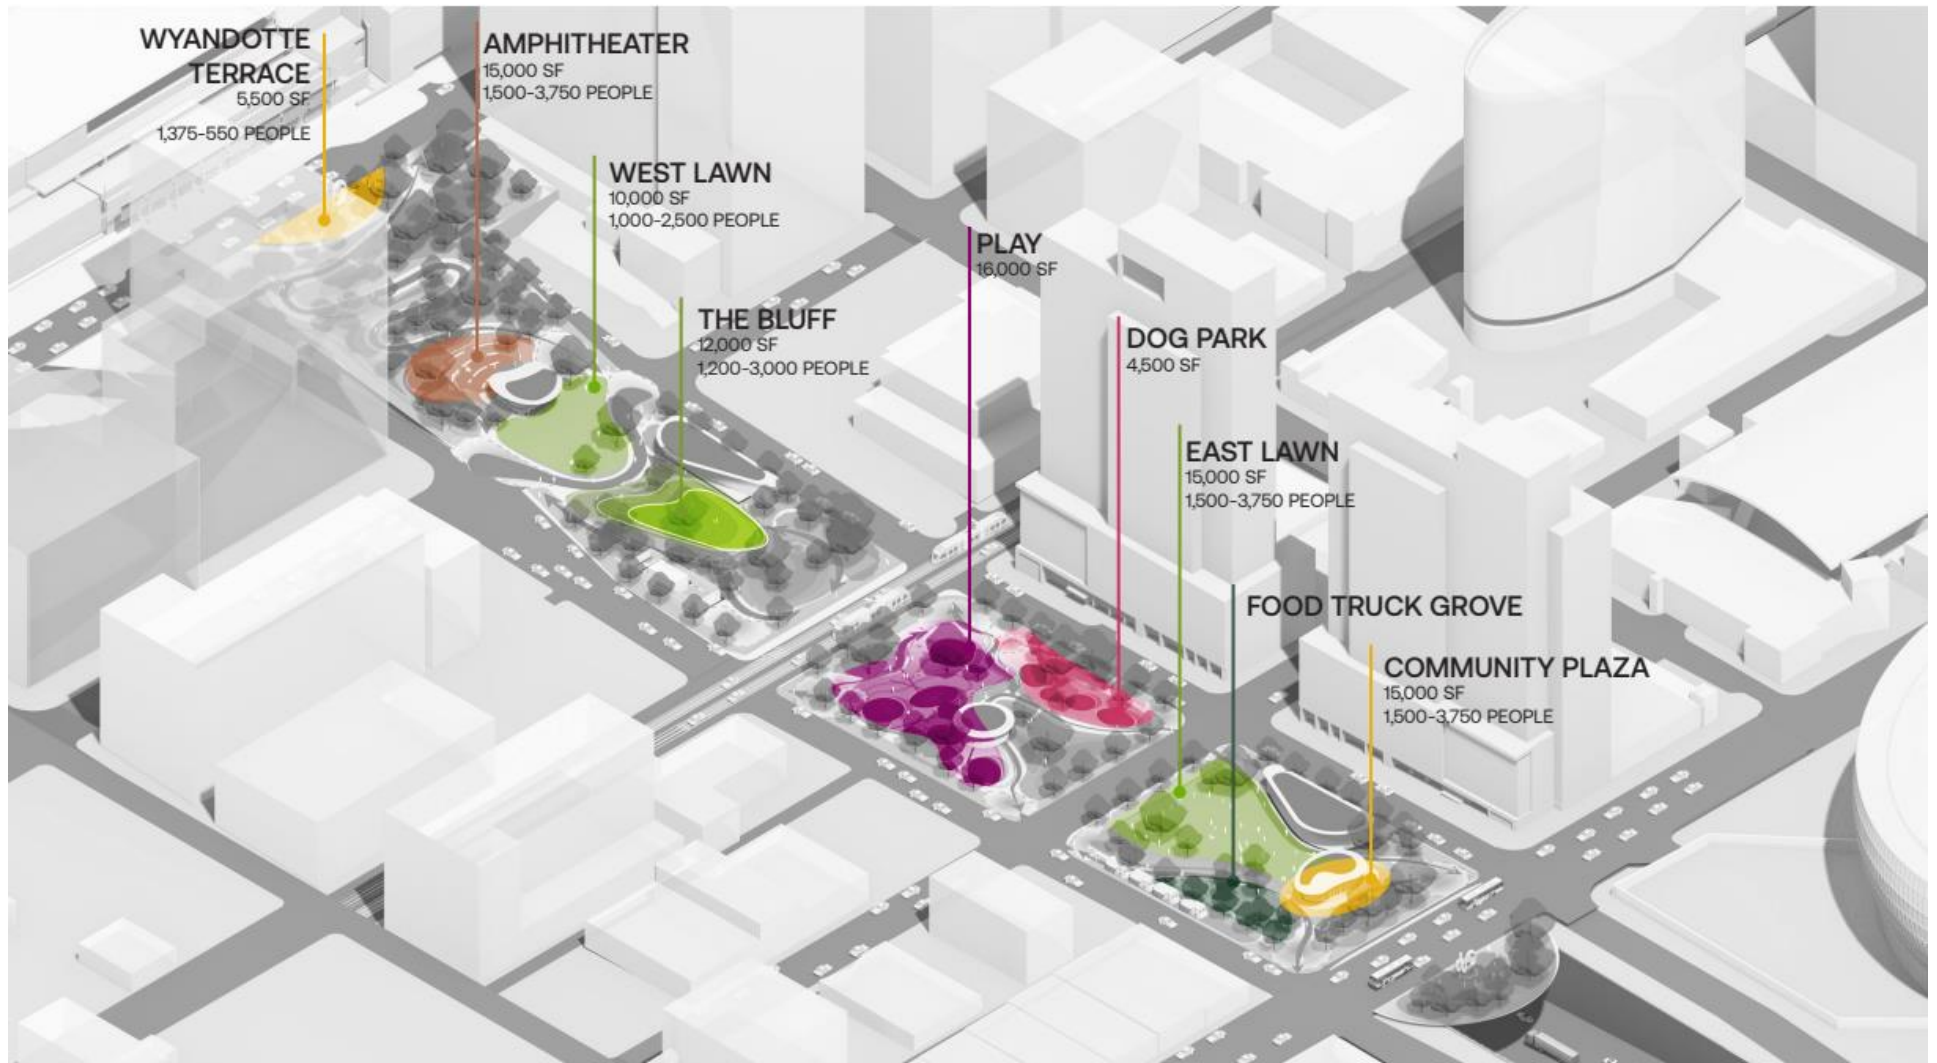 WYANDOTTE
TERRACE
5,500 SF
1,375-550 PEOPLE
AMPHITHEATER
15,000 SF
1,500-3,750 PEOPLE
WEST LAWN
10,000 SF
1,000-2,500 PEOPLE
THE BLUFF
12,000 SF
1,200-3,000 PEOPLE
PLAY
16,000 SF
DOG PARK
4,500 SF
EAST LAWN
15,000 SF
1,500-3,750 PEOPLE
FOOD TRUCK GROVE
COMMUNITY PLAZA
15,000 SF
1,500-3,750 PEOPLE